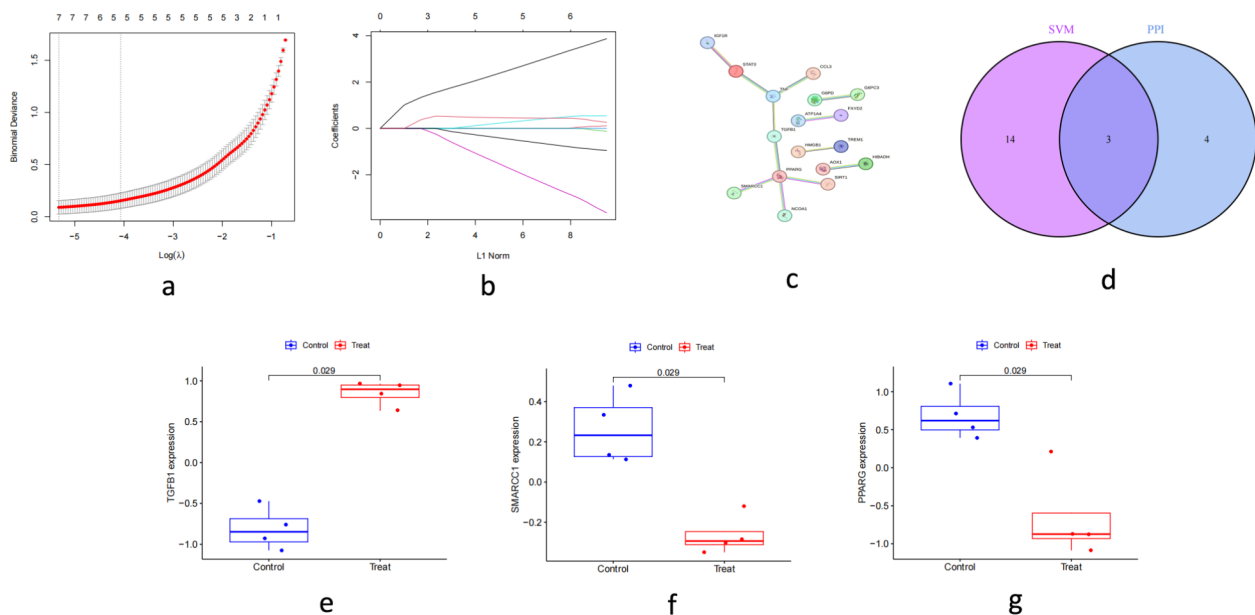 7 7 7 6 5 5 5 5 5 5 3 2 1 1
Binomial Deviance
0.0 0.5 1.0 1.5
−5 −4 −3 −2 −1
Log(λ)
a
0 3 5 5 6
Coefficients
−2 0 2 4
0 2 4 6 8
L1 Norm
b
IGF1R
STAT3
CCL2
G6PD
G6PC3
ATP1A4
FXYD2
TGFB1
HMGB1
TREM1
AOX1
HIBADH
PPARG
SIRT1
SMARCC1
NCOA1
c
SVM
PPI
14
3
4
d
Control
Treat
0.029
TGFB1 expression
1.0
0.5
0.0
−0.5
−1.0
Control
Treat
e
Control
Treat
0.029
SMARCC1 expression
0.4
0.2
0.0
−0.2
Control
Treat
f
Control
Treat
0.029
PPARG expression
1.0
0.5
0.0
−0.5
−1.0
Control
Treat
g